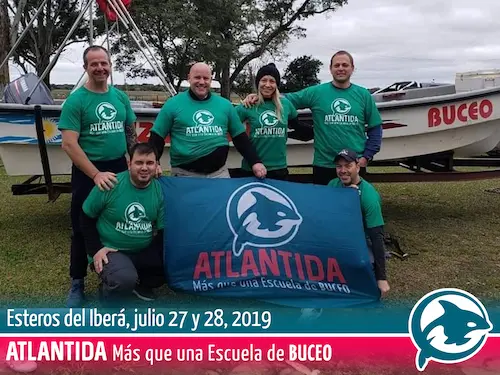 BUCEO
ATLANTIDA
ATLANTIDA
ATLANTIDA
ATLANTIDA
ATLANTIDA
ATLANTIDA
Más que una Escuela de BUCEO
Esteros del Iberá, julio 27 y 28, 2019
ATLANTIDA Más que una Escuela de BUCEO